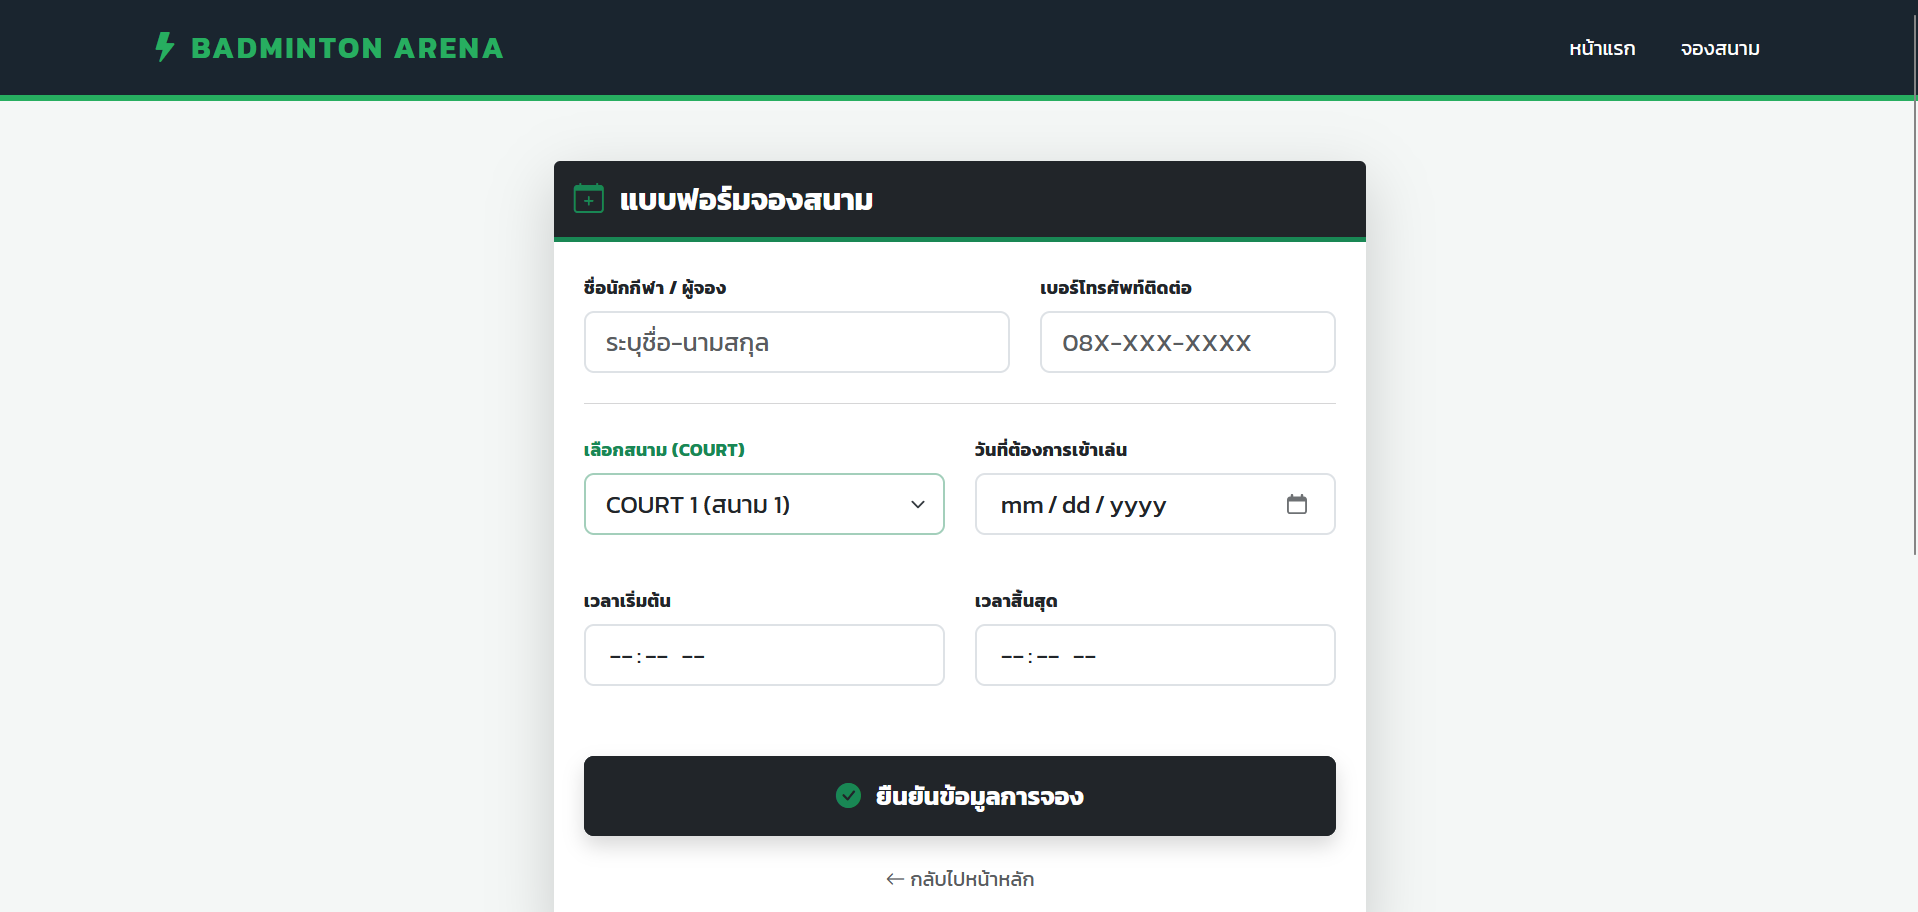 BADMINTON ARENA
หน้าแรก จองสนาม
แบบฟอร์มจองสนาม
ชื่อนักกีฬา / ผู้จอง เบอร์โทรศัพท์ติดต่อ
ระบุชื่อ-นามสกุล 08X-XXX-XXXX
เลือกสนาม (COURT) วันที่ต้องการเข้าเล่น
COURT 1 (สนาม 1) mm / dd / yyyy
เวลาเริ่มต้น เวลาสิ้นสุด
--:-- -- --:-- --
ยืนยันข้อมูลการจอง
← กลับไปหน้าหลัก